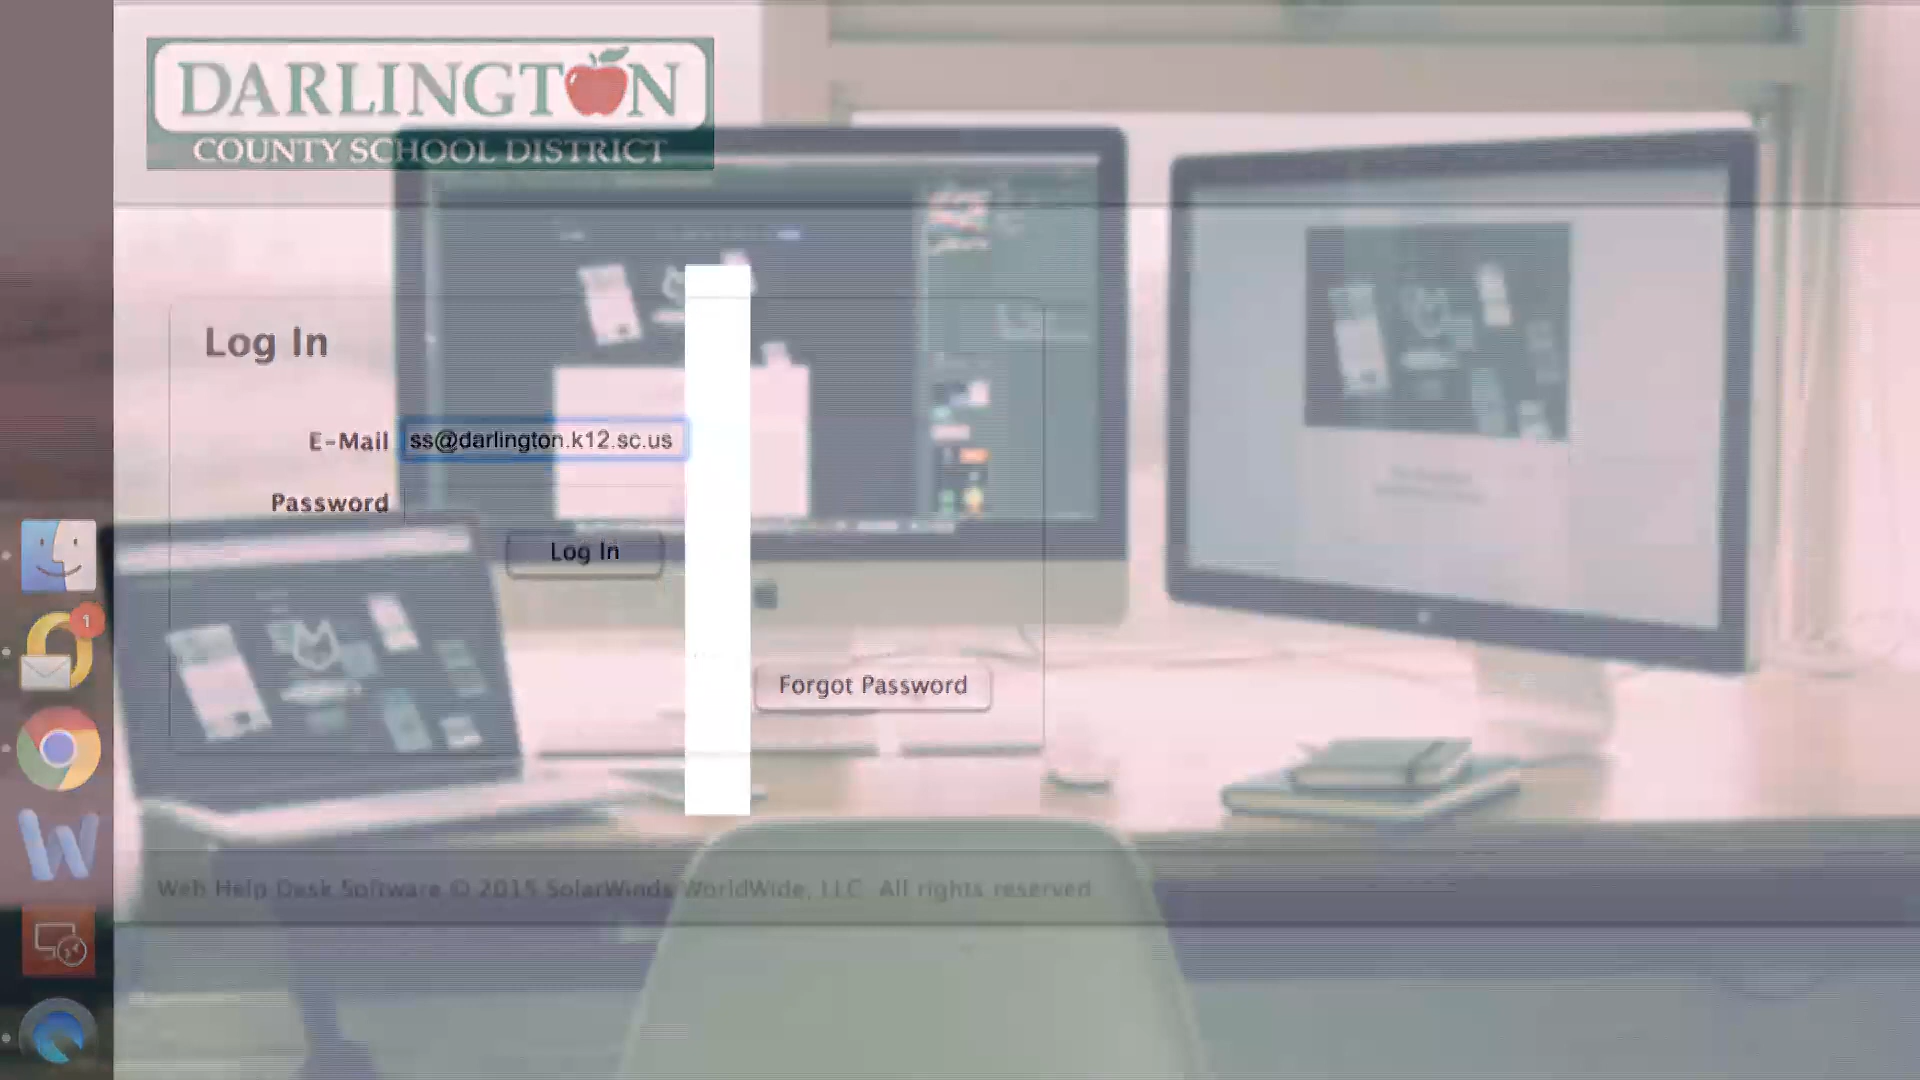 DARLINGTON
COUNTY SCHOOL DISTRICT
Log In
E-Mail ss@darlington.k12.sc.us
Password
Log In
1
Forgot Password
Web Help Desk Software © 2015 SolarWinds WorldWide, LLC. All rights reserved